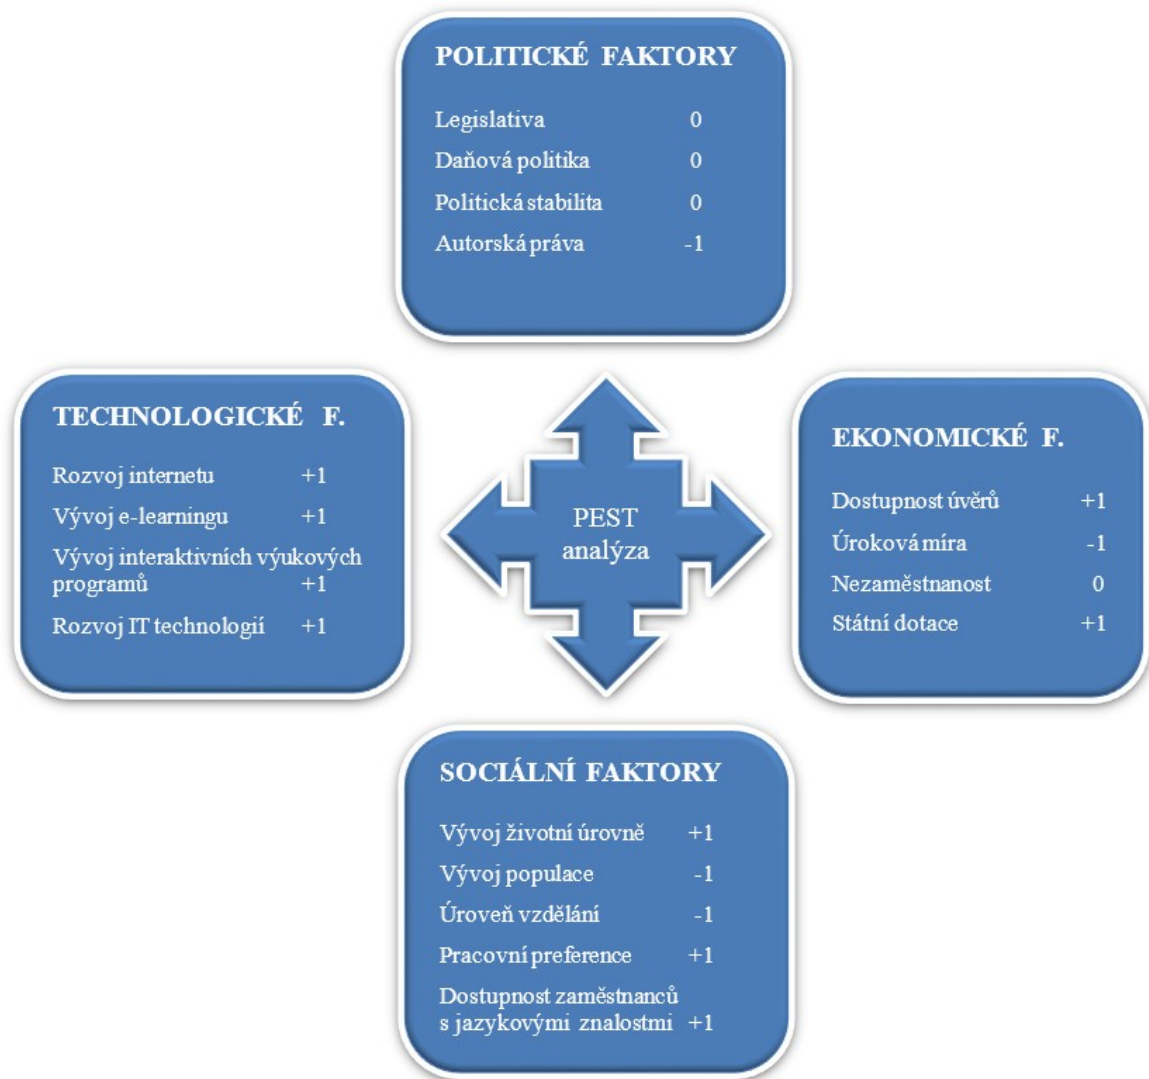 POLITICKÉ FAKTORY
Legislativa 0
Daňová politika 0
Politická stabilita 0
Autorská práva -1
TECHNOLOGICKÉ F.
Rozvoj internetu +1
Vývoj e-learningu +1
Vývoj interaktivních výukových
programů +1
Rozvoj IT technologií +1
PEST
analýza
EKONOMICKÉ F.
Dostupnost úvěrů +1
Úroková míra -1
Nezaměstnanost 0
Státní dotace +1
SOCIÁLNÍ FAKTORY
Vývoj životní úrovně +1
Vývoj populace -1
Úroveň vzdělání -1
Pracovní preference +1
Dostupnost zaměstnanců
s jazykovými znalostmi +1